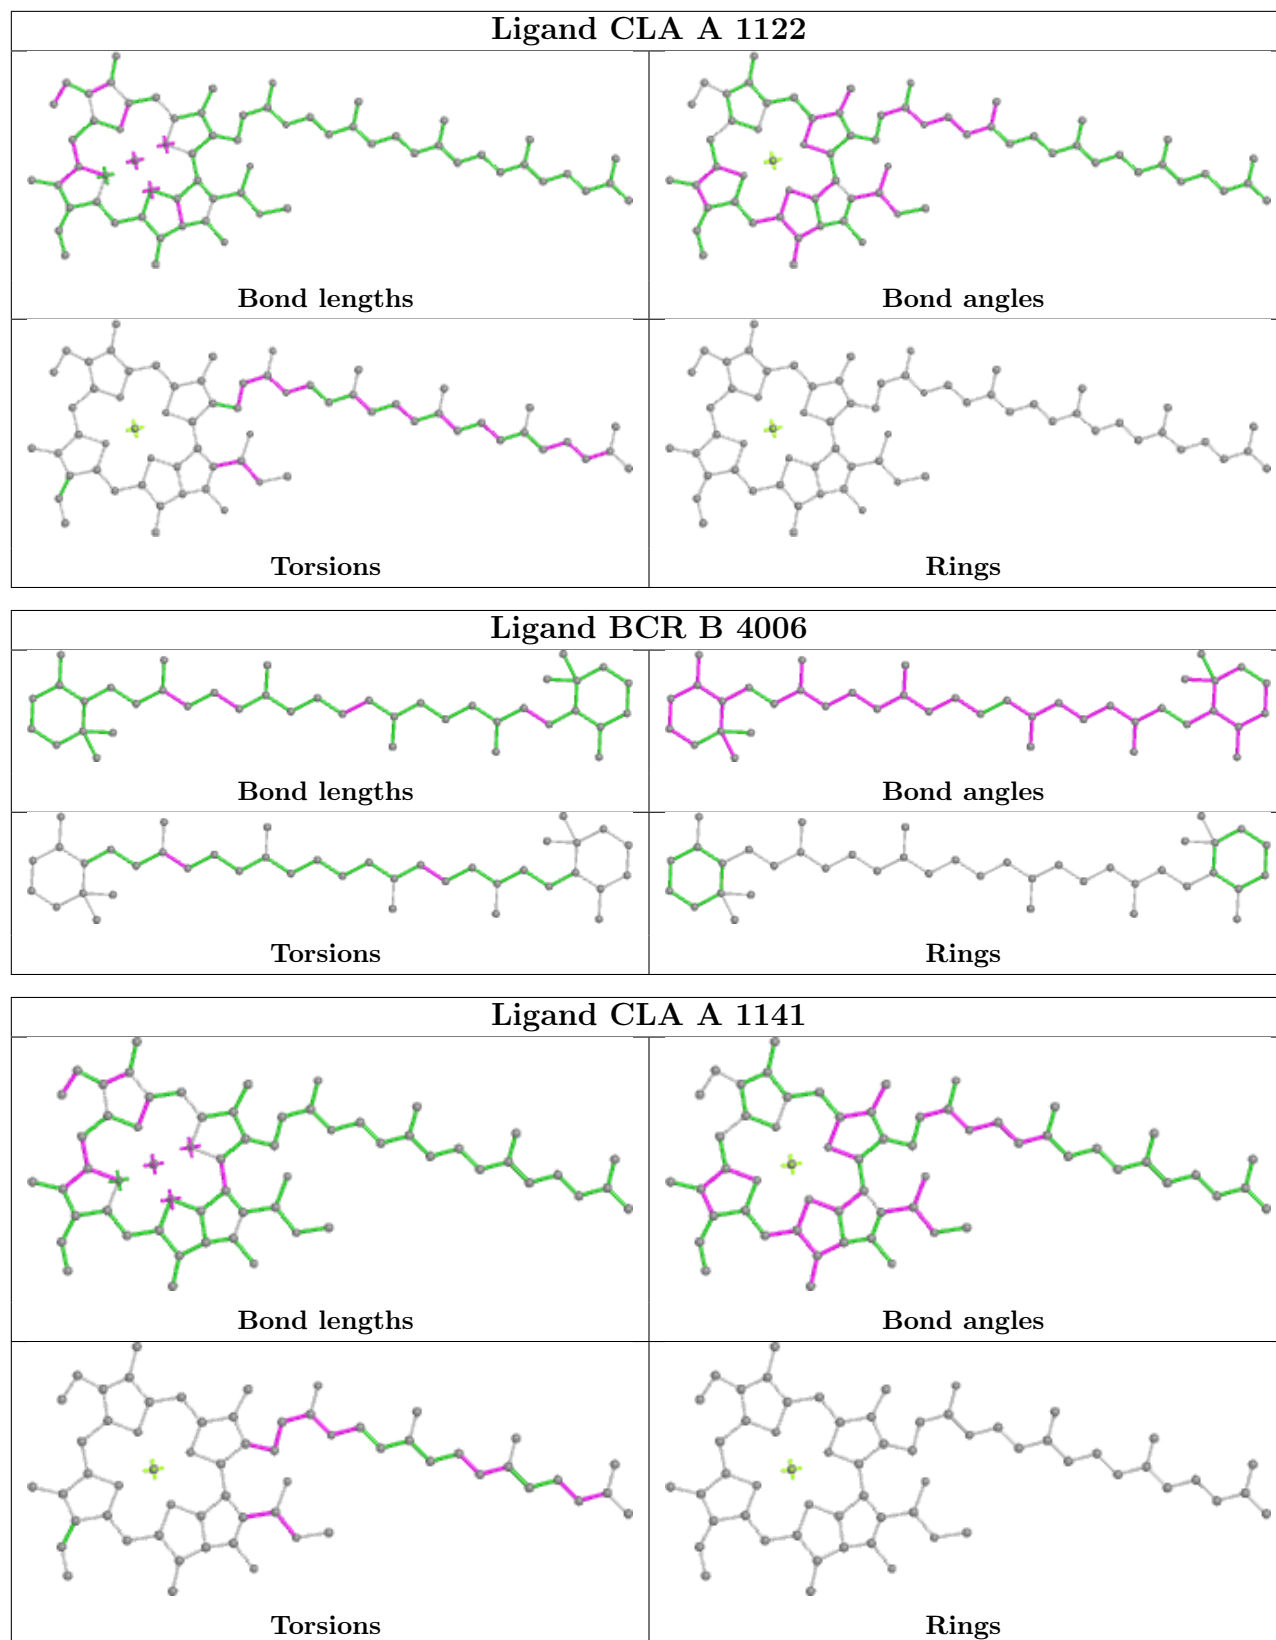 Ligand CLA A 1122
Bond lengths
Bond angles
Torsions
Rings
Ligand BCR B 4006
Bond lengths
Bond angles
Torsions
Rings
Ligand CLA A 1141
Bond lengths
Bond angles
Torsions
Rings